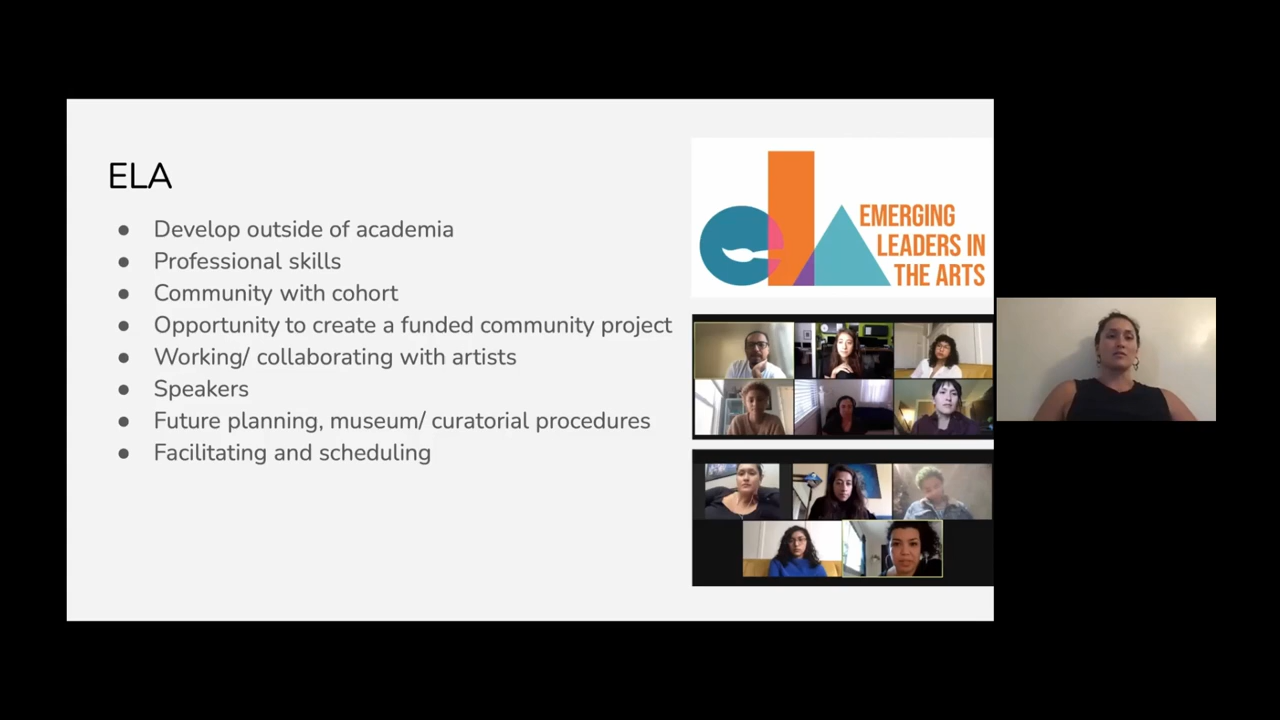 ELA
● Develop outside of academia
● Professional skills
● Community with cohort
● Opportunity to create a funded community project
● Working/ collaborating with artists
● Speakers
● Future planning, museum/ curatorial procedures
● Facilitating and scheduling
ela
EMERGING
LEADERS IN
THE ARTS